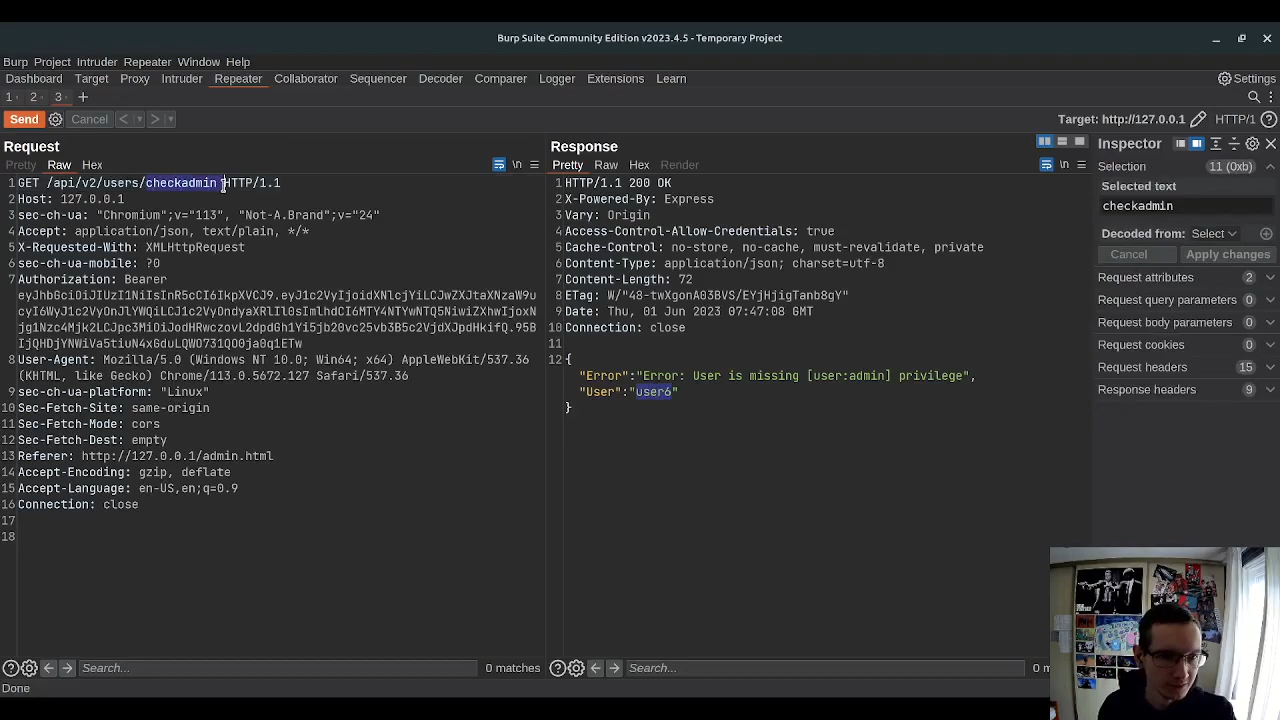 Burp Suite Community Edition v2023.4.5 - Temporary Project
Burp Project Intruder Repeater Window Help
Dashboard Target Proxy Intruder Repeater Collaborator Sequencer Decoder Comparer Logger Extensions Learn Settings
1 2 3 +
Send Cancel < > Target: http://127.0.0.1 HTTP/1
Request
Pretty Raw Hex \n
1 GET /api/v2/users/checkadmin HTTP/1.1
2 Host: 127.0.0.1
3 sec-ch-ua: "Chromium";v="113", "Not-A.Brand";v="24"
4 Accept: application/json, text/plain, */*
5 X-Requested-With: XMLHttpRequest
6 sec-ch-ua-mobile: ?0
7 Authorization: Bearer
8 User-Agent: Mozilla/5.0 (Windows NT 10.0; Win64; x64) AppleWebKit/537.36
(KHTML, like Gecko) Chrome/113.0.5672.127 Safari/537.36
9 sec-ch-ua-platform: "Linux"
10 Sec-Fetch-Site: same-origin
11 Sec-Fetch-Mode: cors
12 Sec-Fetch-Dest: empty
13 Referer: http://127.0.0.1/admin.html
14 Accept-Encoding: gzip, deflate
15 Accept-Language: en-US,en;q=0.9
16 Connection: close
17
18
Search... 0 matches
Response
Pretty Raw Hex Render \n
1 HTTP/1.1 200 OK
2 X-Powered-By: Express
3 Vary: Origin
4 Access-Control-Allow-Credentials: true
5 Cache-Control: no-store, no-cache, must-revalidate, private
6 Content-Type: application/json; charset=utf-8
7 Content-Length: 72
8 ETag: W/"48-twXgonA03BVS/EYjHjigTanb8gY"
9 Date: Thu, 01 Jun 2023 07:47:08 GMT
10 Connection: close
11
12 {
"Error":"Error: User is missing [user:admin] privilege",
"User":"user6"
}
Search... 0 m
Inspector
Selection 11 (0xb)
Selected text
checkadmin
Decoded from: Select
Cancel Apply changes
Request attributes 2
Request query parameters 0
Request body parameters 0
Request cookies 0
Request headers 15
Response headers 9
Done